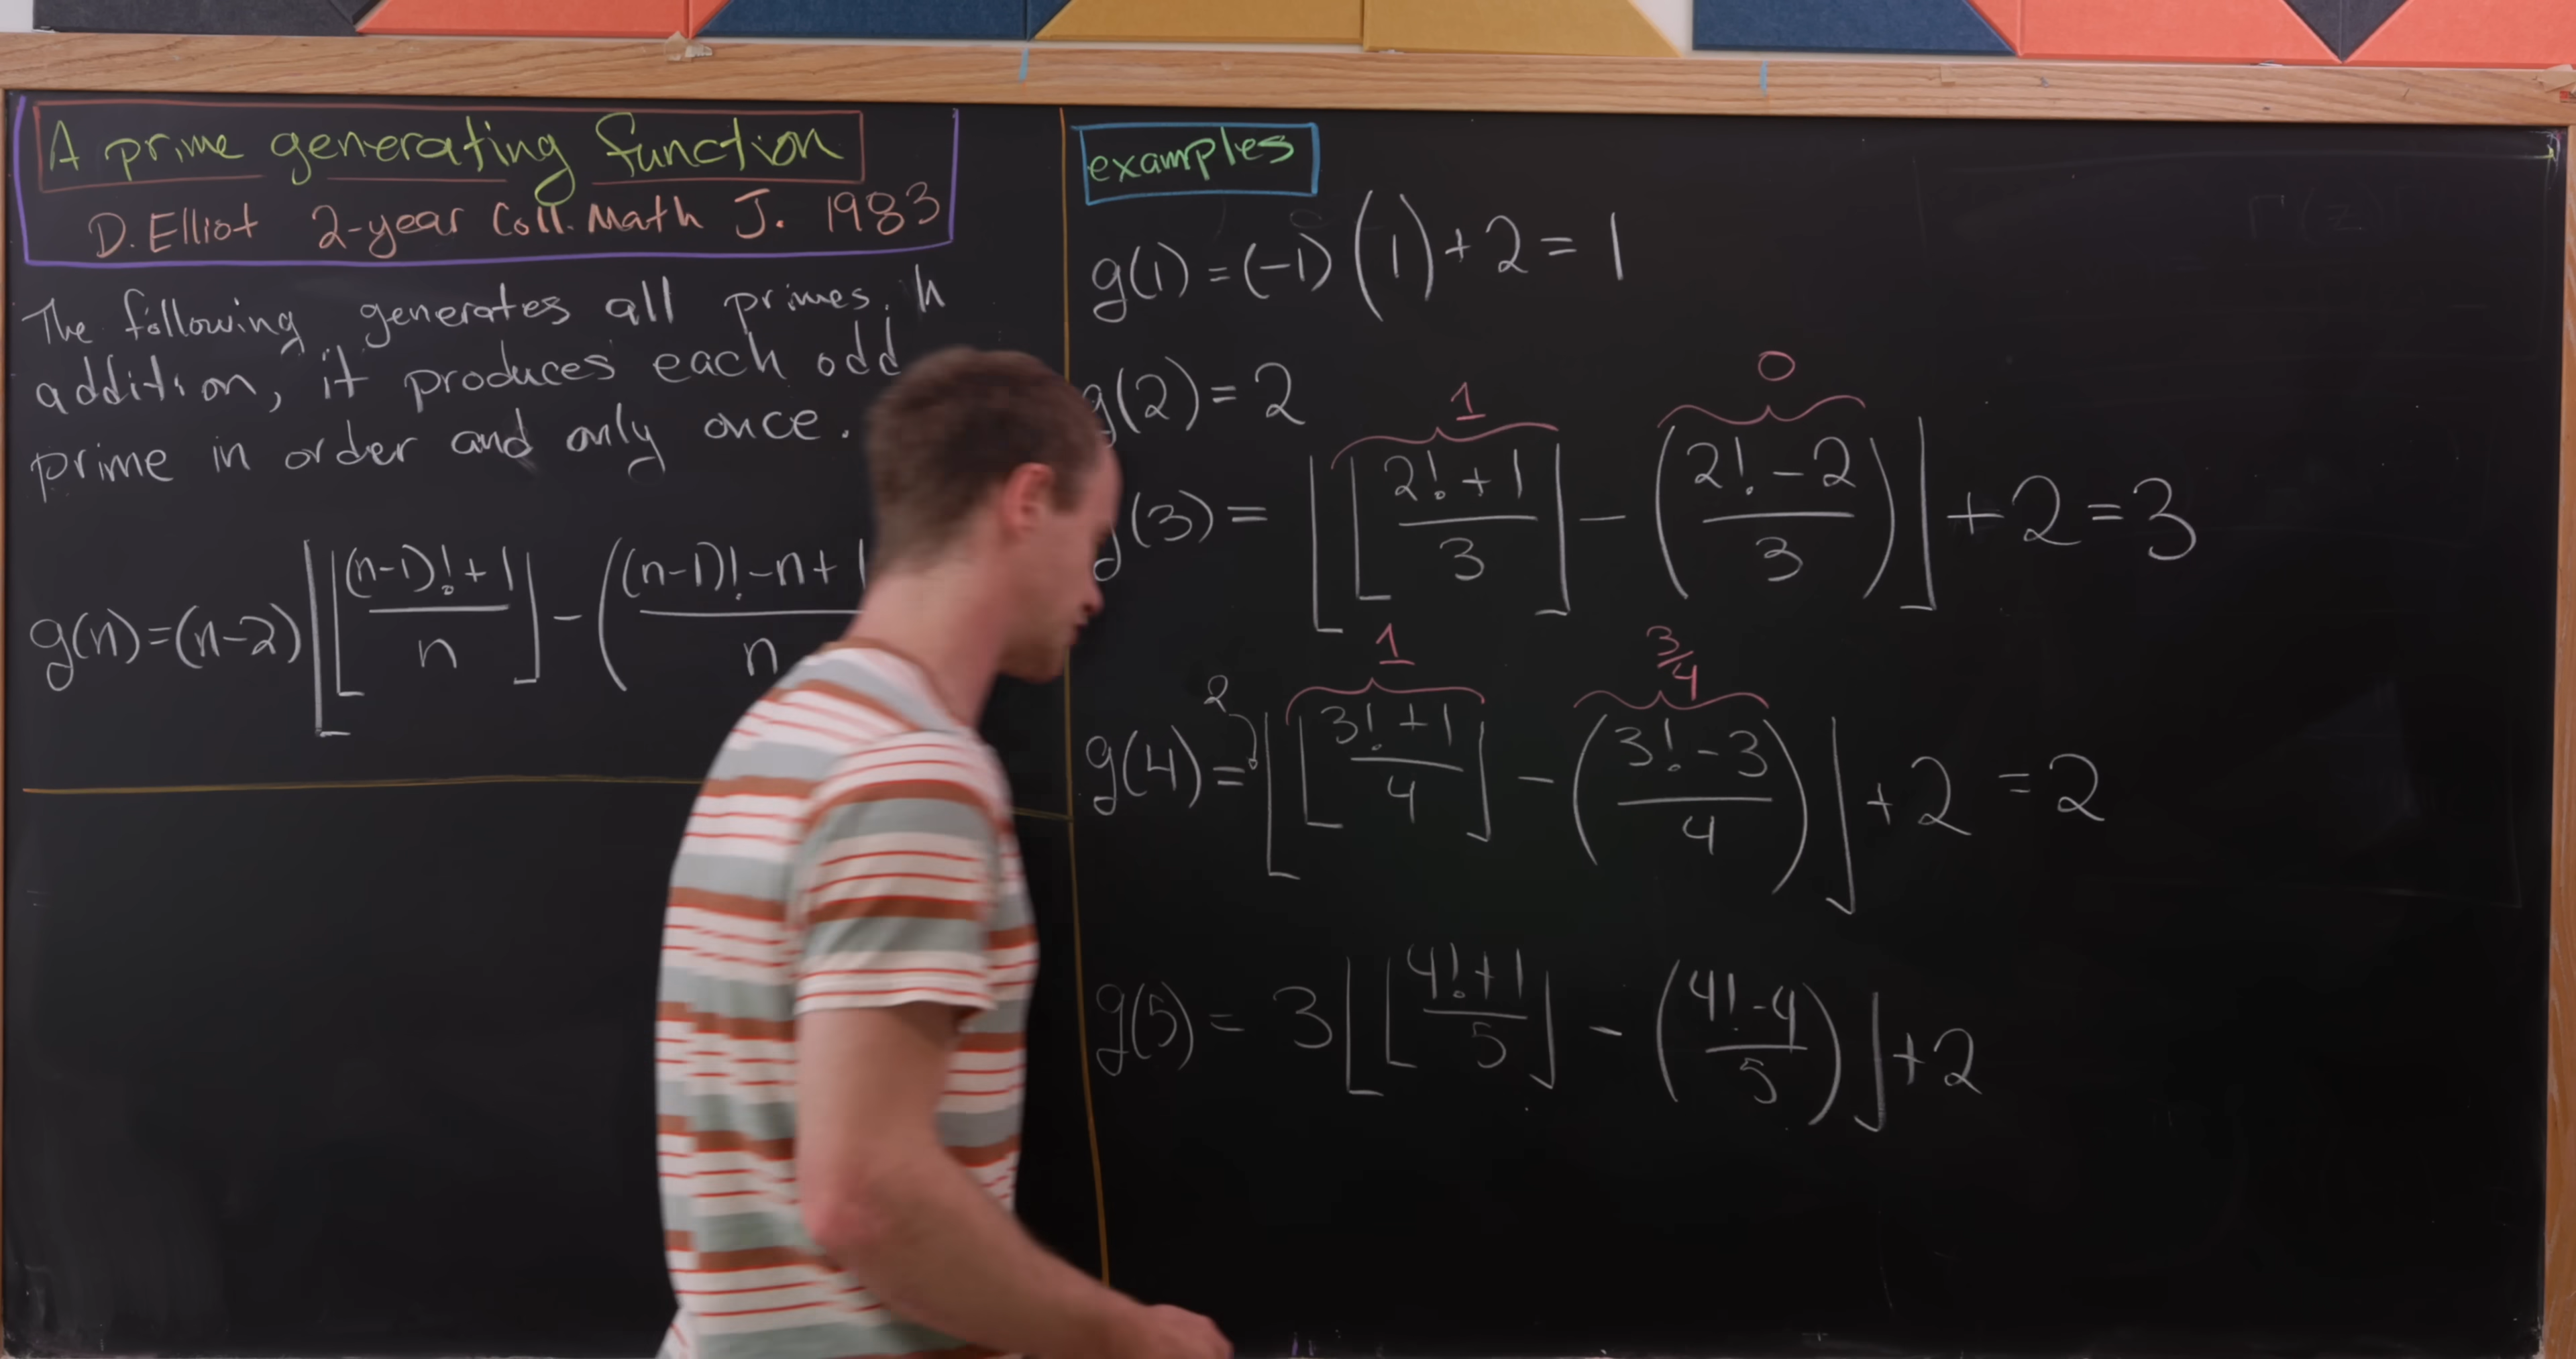 A prime generating function
D. Elliot 2-year Coll. Math J. 1983
The following generates all primes. In
addition, it produces each odd
prime in order and only once.
g(n)=(n-2)⌊⌊((n-1)!+1)/n⌋-(((n-1)!-n+1)/n
examples
g(1)=(-1)(1)+2=1
g(2)=2
1 0
g(3)=⌊⌊(2!+1)/3⌋-((2!-2)/3)⌋+2=3
1 3/4
g(4)=2⌊⌊(3!+1)/4⌋-((3!-3)/4)⌋+2=2
g(5)=3⌊⌊(4!+1)/5⌋-((4!-4)/5)⌋+2